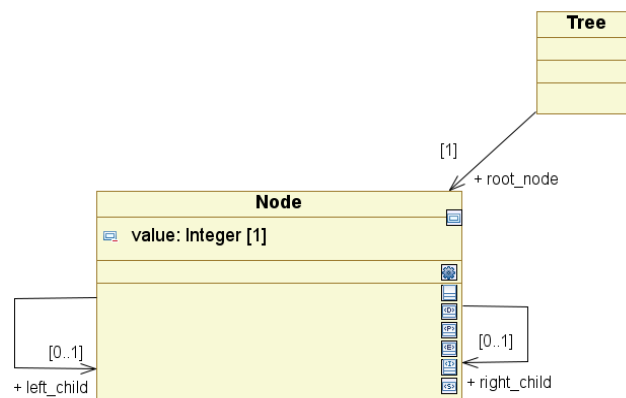 Tree
[1]
+ root_node
Node
value: Integer [1]
<D>
<P>
[0..1]
[0..1]
<E>
<I>
+ left_child
+ right_child
<S>